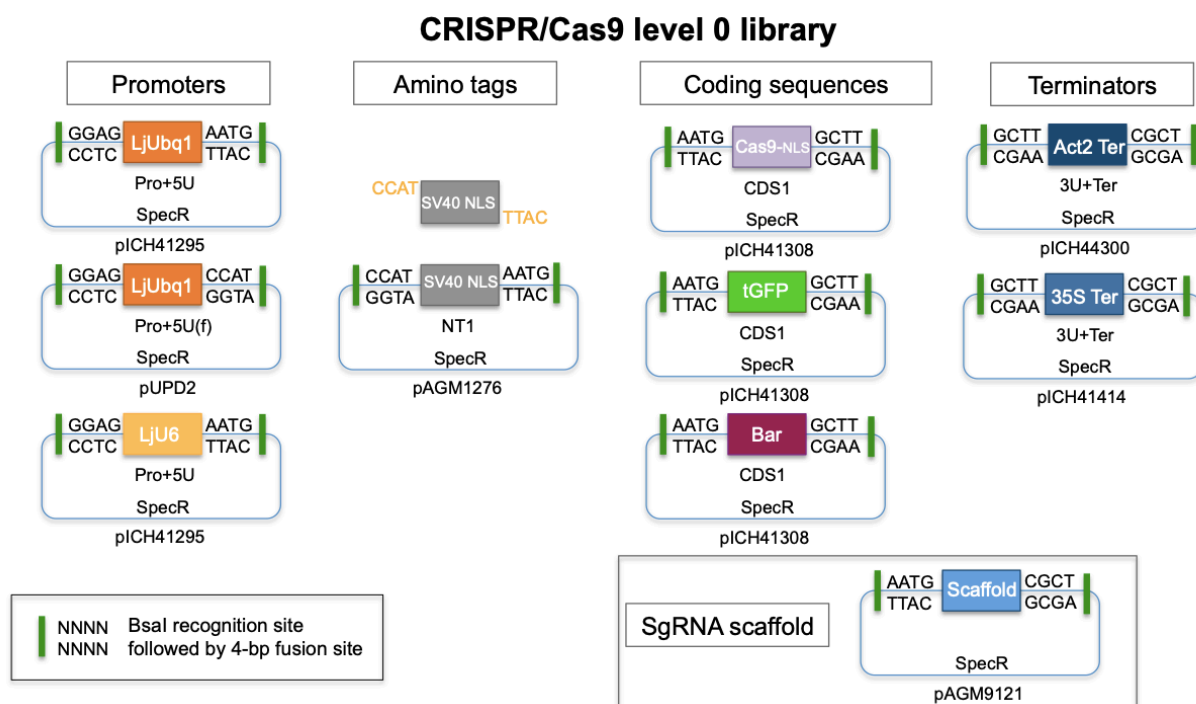 CRISPR/Cas9 level 0 library
Promoters
GGAG LjUbq1 AATG
CCTC TTAC
Pro+5U
SpecR
pICH41295
GGAG LjUbq1 CCAT
CCTC GGTA
Pro+5U(f)
SpecR
pUPD2
GGAG LjU6 AATG
CCTC TTAC
Pro+5U
SpecR
pICH41295
Amino tags
CCAT SV40 NLS TTAC
CCAT SV40 NLS AATG
GGTA TTAC
NT1
SpecR
pAGM1276
Coding sequences
AATG Cas9-NLS GCTT
TTAC CGAA
CDS1
SpecR
pICH41308
AATG tGFP GCTT
TTAC CGAA
CDS1
SpecR
pICH41308
AATG Bar GCTT
TTAC CGAA
CDS1
SpecR
pICH41308
Terminators
GCTT Act2 Ter CGCT
CGAA GCGA
3U+Ter
SpecR
pICH44300
GCTT 35S Ter CGCT
CGAA GCGA
3U+Ter
SpecR
pICH41414
NNNN BsaI recognition site
NNNN followed by 4-bp fusion site
SgRNA scaffold
AATG Scaffold CGCT
TTAC GCGA
SpecR
pAGM9121